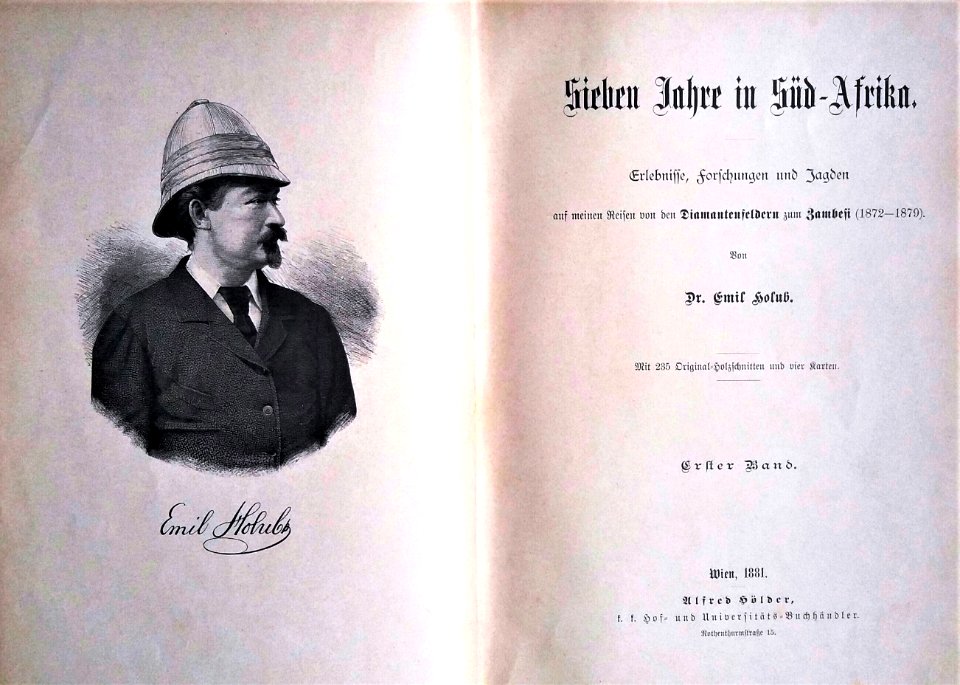 Emil Holub
Sieben Jahre in Süd-Afrika.
Erlebnisse, Forschungen und Jagden
auf meinen Reisen von den Diamantenfeldern zum Zambesi (1872—1879).
Von
Dr. Emil Holub.
Mit 235 Original-Holzschnitten und vier Karten.
Erster Band.
Wien, 1881.
Alfred Hölder,
k. k. Hof- und Universitäts-Buchhändler.
Rothenthurmstraße 15.